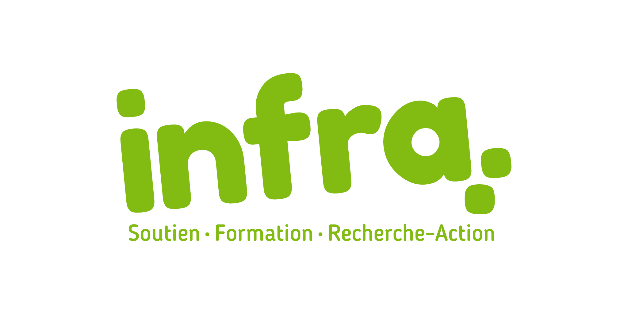 infra
Soutien · Formation · Recherche-Action